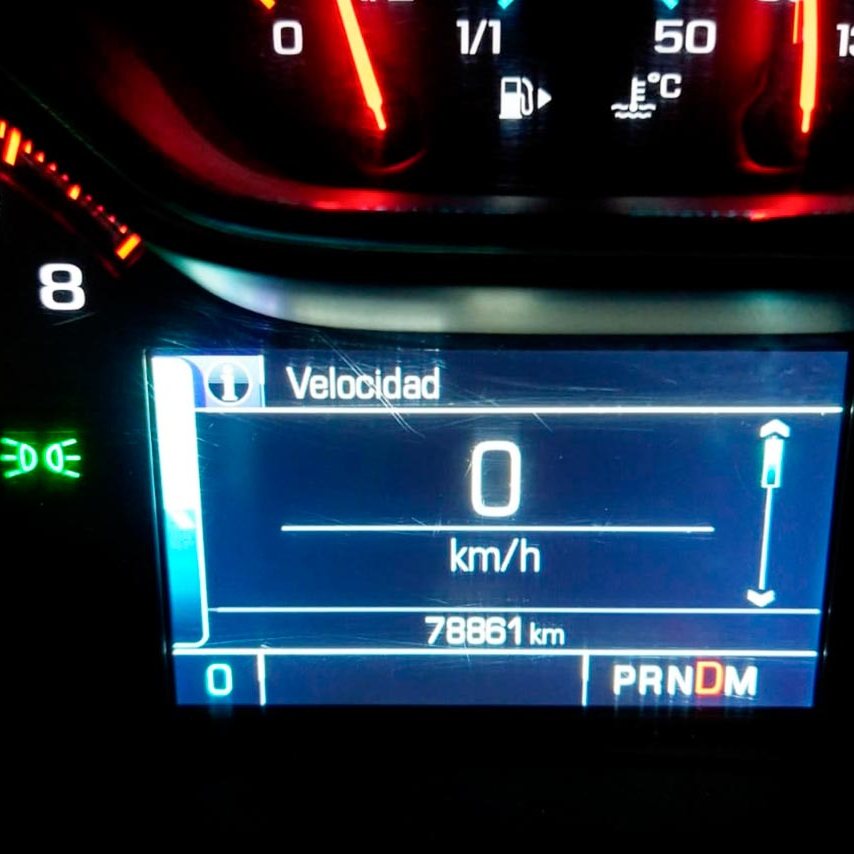 0 1/1 50
°C
8
Velocidad
0
km/h
78861 km
0 PRNDM